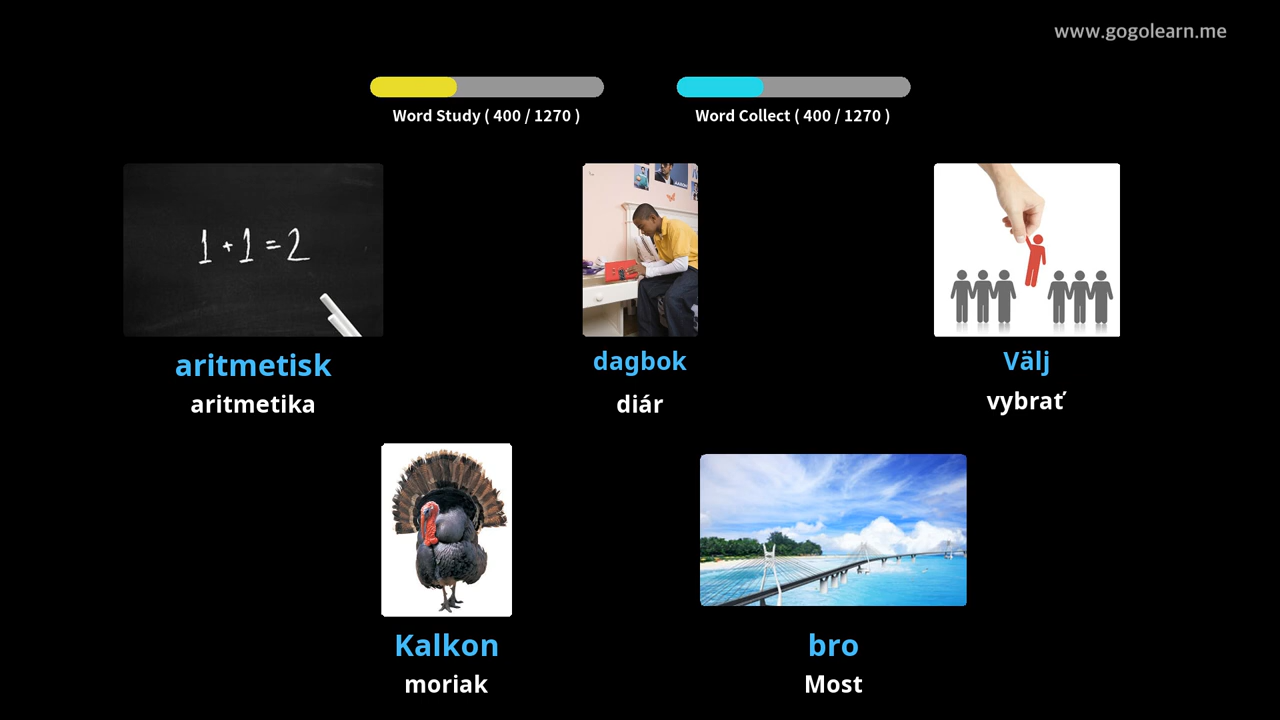 www.gogolearn.me
Word Study ( 400 / 1270 )
Word Collect ( 400 / 1270 )
1 + 1 = 2
aritmetisk
aritmetika
dagbok
diár
Välj
vybrať
Kalkon
moriak
bro
Most